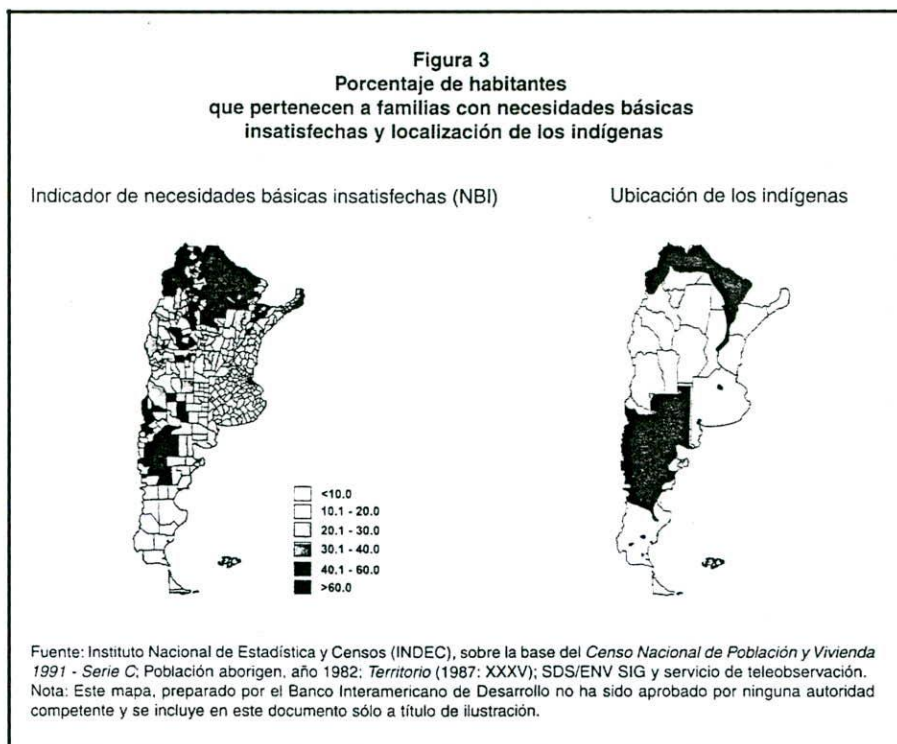 Figura 3
Porcentaje de habitantes
que pertenecen a familias con necesidades básicas
insatisfechas y localización de los indígenas
Indicador de necesidades básicas insatisfechas (NBI)
Ubicación de los indígenas
<10.0
10.1 - 20.0
20.1 - 30.0
30.1 - 40.0
40.1 - 60.0
>60.0
Fuente: Instituto Nacional de Estadística y Censos (INDEC), sobre la base del Censo Nacional de Población y Vivienda
1991 - Serie C; Población aborigen, año 1982; Territorio (1987: XXXV); SDS/ENV SIG y servicio de teleobservación.
Nota: Este mapa, preparado por el Banco Interamericano de Desarrollo no ha sido aprobado por ninguna autoridad
competente y se incluye en este documento sólo a título de ilustración.